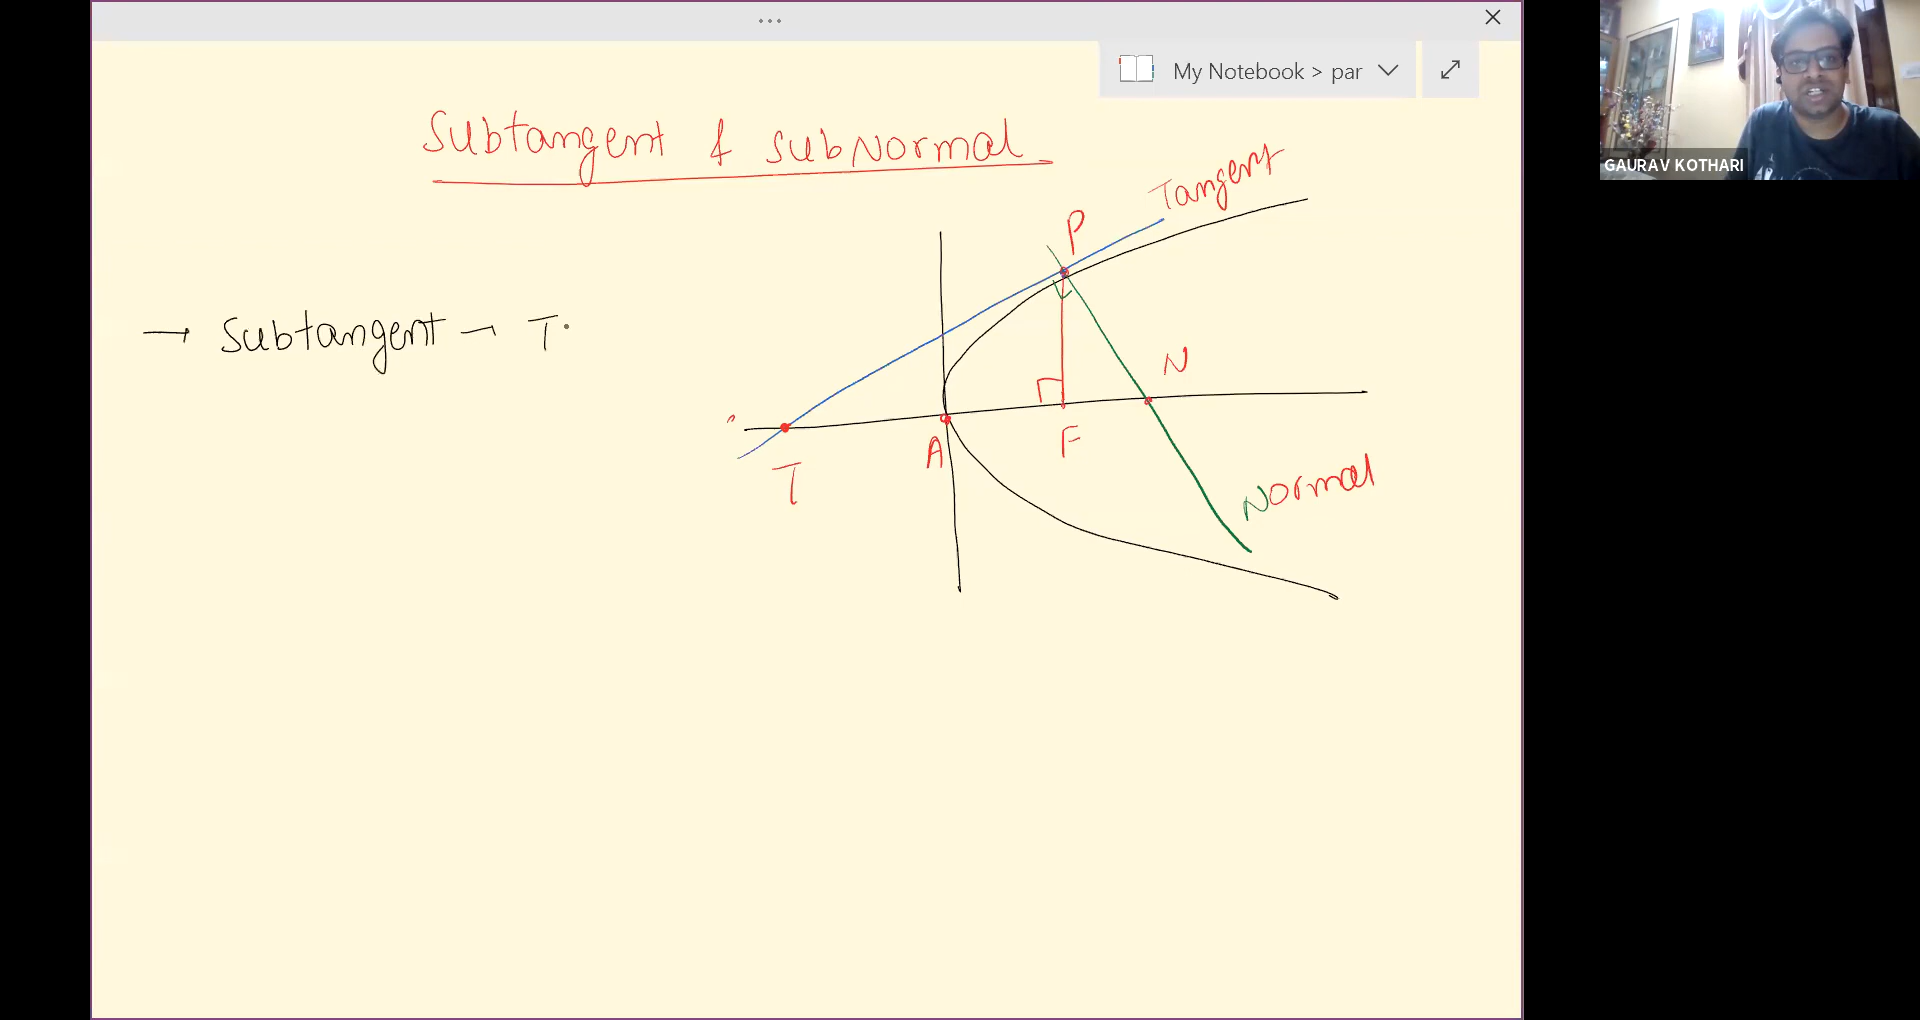 My Notebook > par
GAURAV KOTHARI
Subtangent & subNormal
Tangent
P
→ Subtangent → T
N
A
F
T
Normal